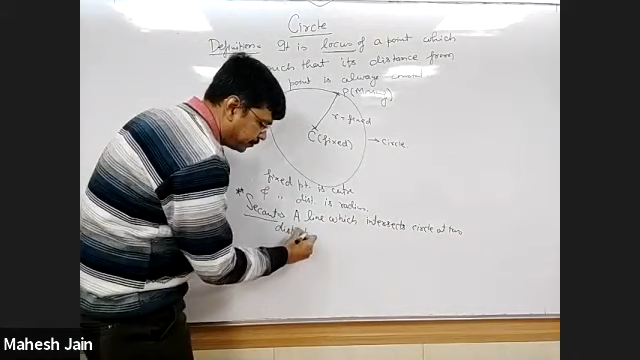 Circle
Definition:- It is locus of a point which
such that its distance from
point is always constant
P(Moving)
r = fixed
C(fixed)
→ Circle
fixed pt. is centre
& " dist. is radius.
** Secant:- A line which intersects circle at two
dist
Mahesh Jain